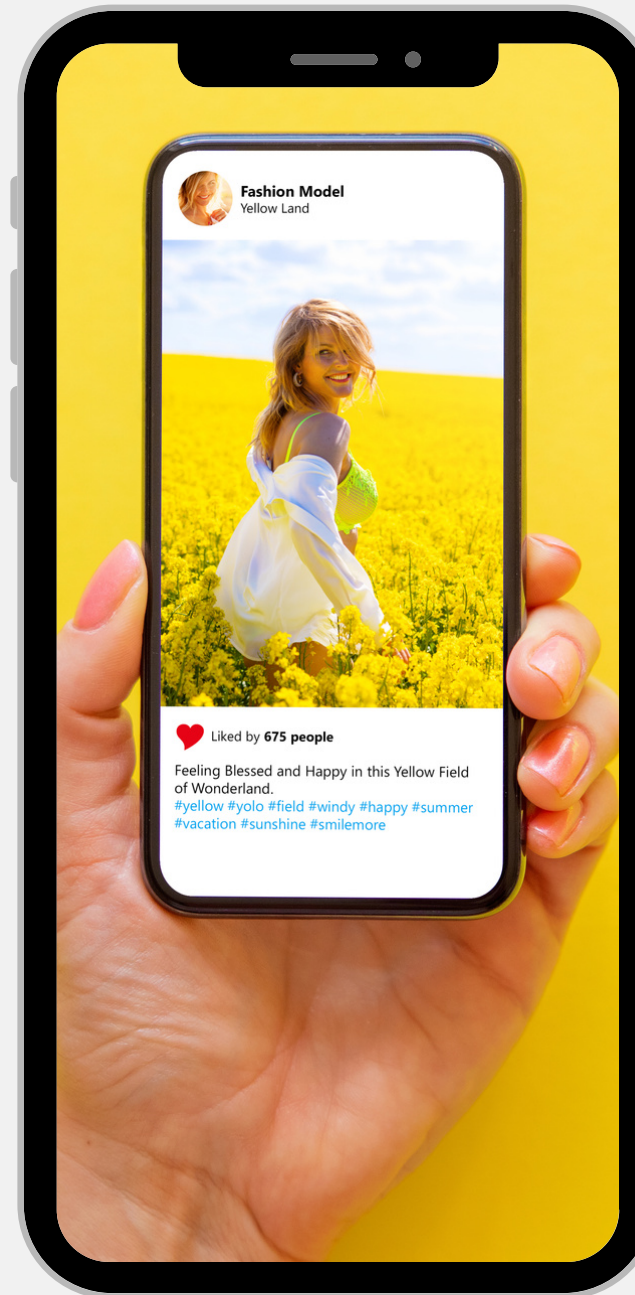 Fashion Model
Yellow Land
Liked by 675 people
Feeling Blessed and Happy in this Yellow Field
of Wonderland.
#yellow #yolo #field #windy #happy #summer
#vacation #sunshine #smilemore